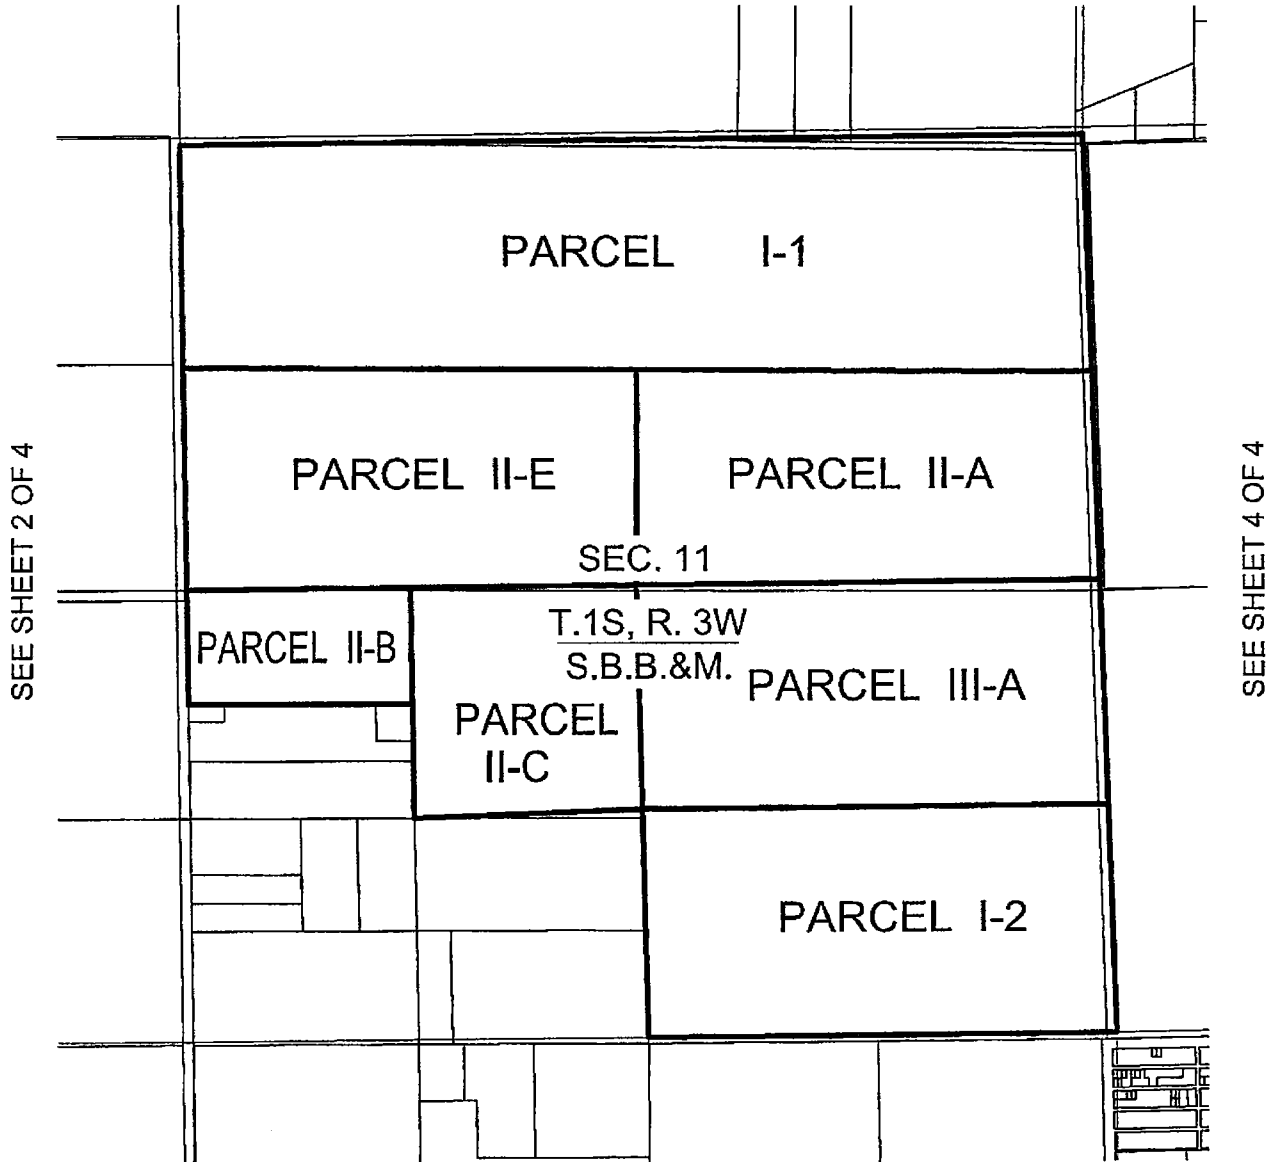 PARCEL I-1
PARCEL II-E
PARCEL II-A
SEC. 11
T.1S, R. 3W
S.B.B.&M.
PARCEL II-B
PARCEL
II-C
PARCEL III-A
PARCEL I-2
SEE SHEET 2 OF 4
SEE SHEET 4 OF 4